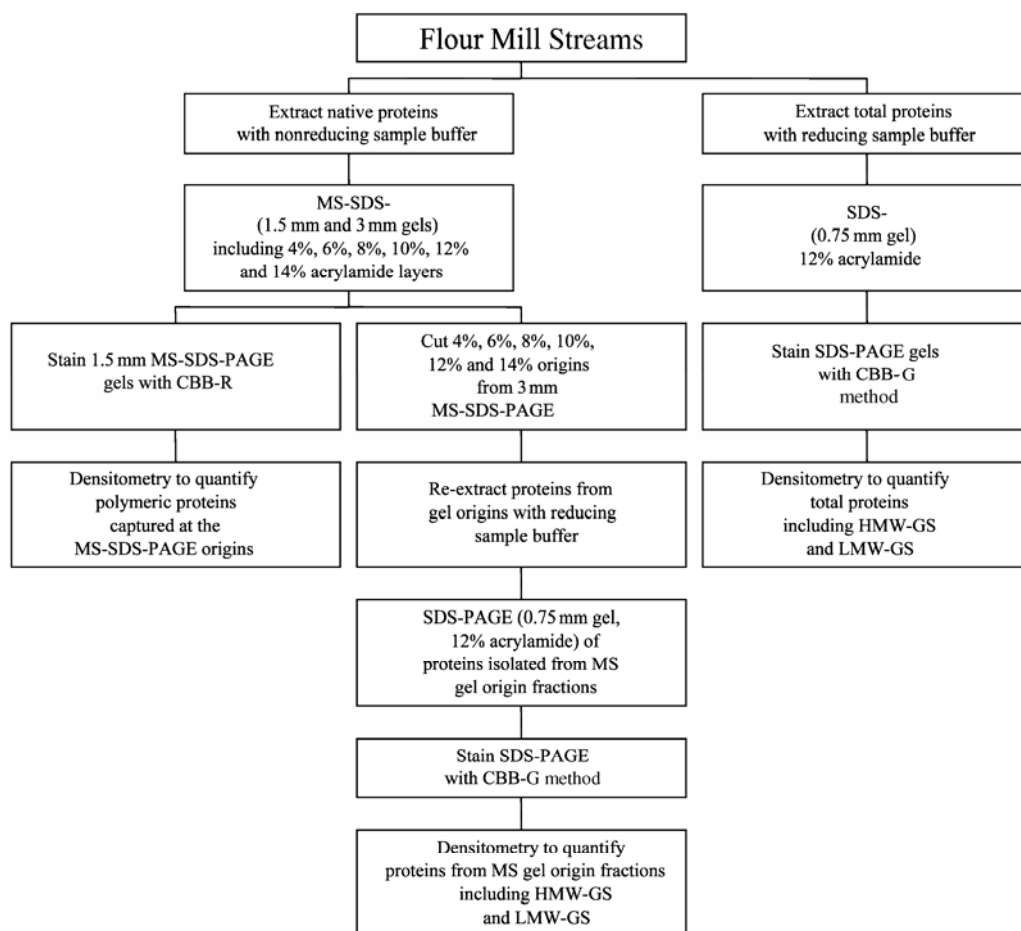 Flour Mill Streams
Extract native proteins
with nonreducing sample buffer
Extract total proteins
with reducing sample buffer
MS-SDS-
(1.5 mm and 3 mm gels)
including 4%, 6%, 8%, 10%, 12%
and 14% acrylamide layers
SDS-
(0.75 mm gel)
12% acrylamide
Stain 1.5 mm MS-SDS-PAGE
gels with CBB-R
Cut 4%, 6%, 8%, 10%,
12% and 14% origins
from 3 mm
MS-SDS-PAGE
Stain SDS-PAGE gels
with CBB-G
method
Densitometry to quantify
polymeric proteins
captured at the
MS-SDS-PAGE origins
Re-extract proteins from
gel origins with reducing
sample buffer
Densitometry to quantify
total proteins
including HMW-GS
and LMW-GS
SDS-PAGE (0.75 mm gel,
12% acrylamide) of
proteins isolated from MS
gel origin fractions
Stain SDS-PAGE
with CBB-G method
Densitometry to quantify
proteins from MS gel origin fractions
including HMW-GS
and LMW-GS